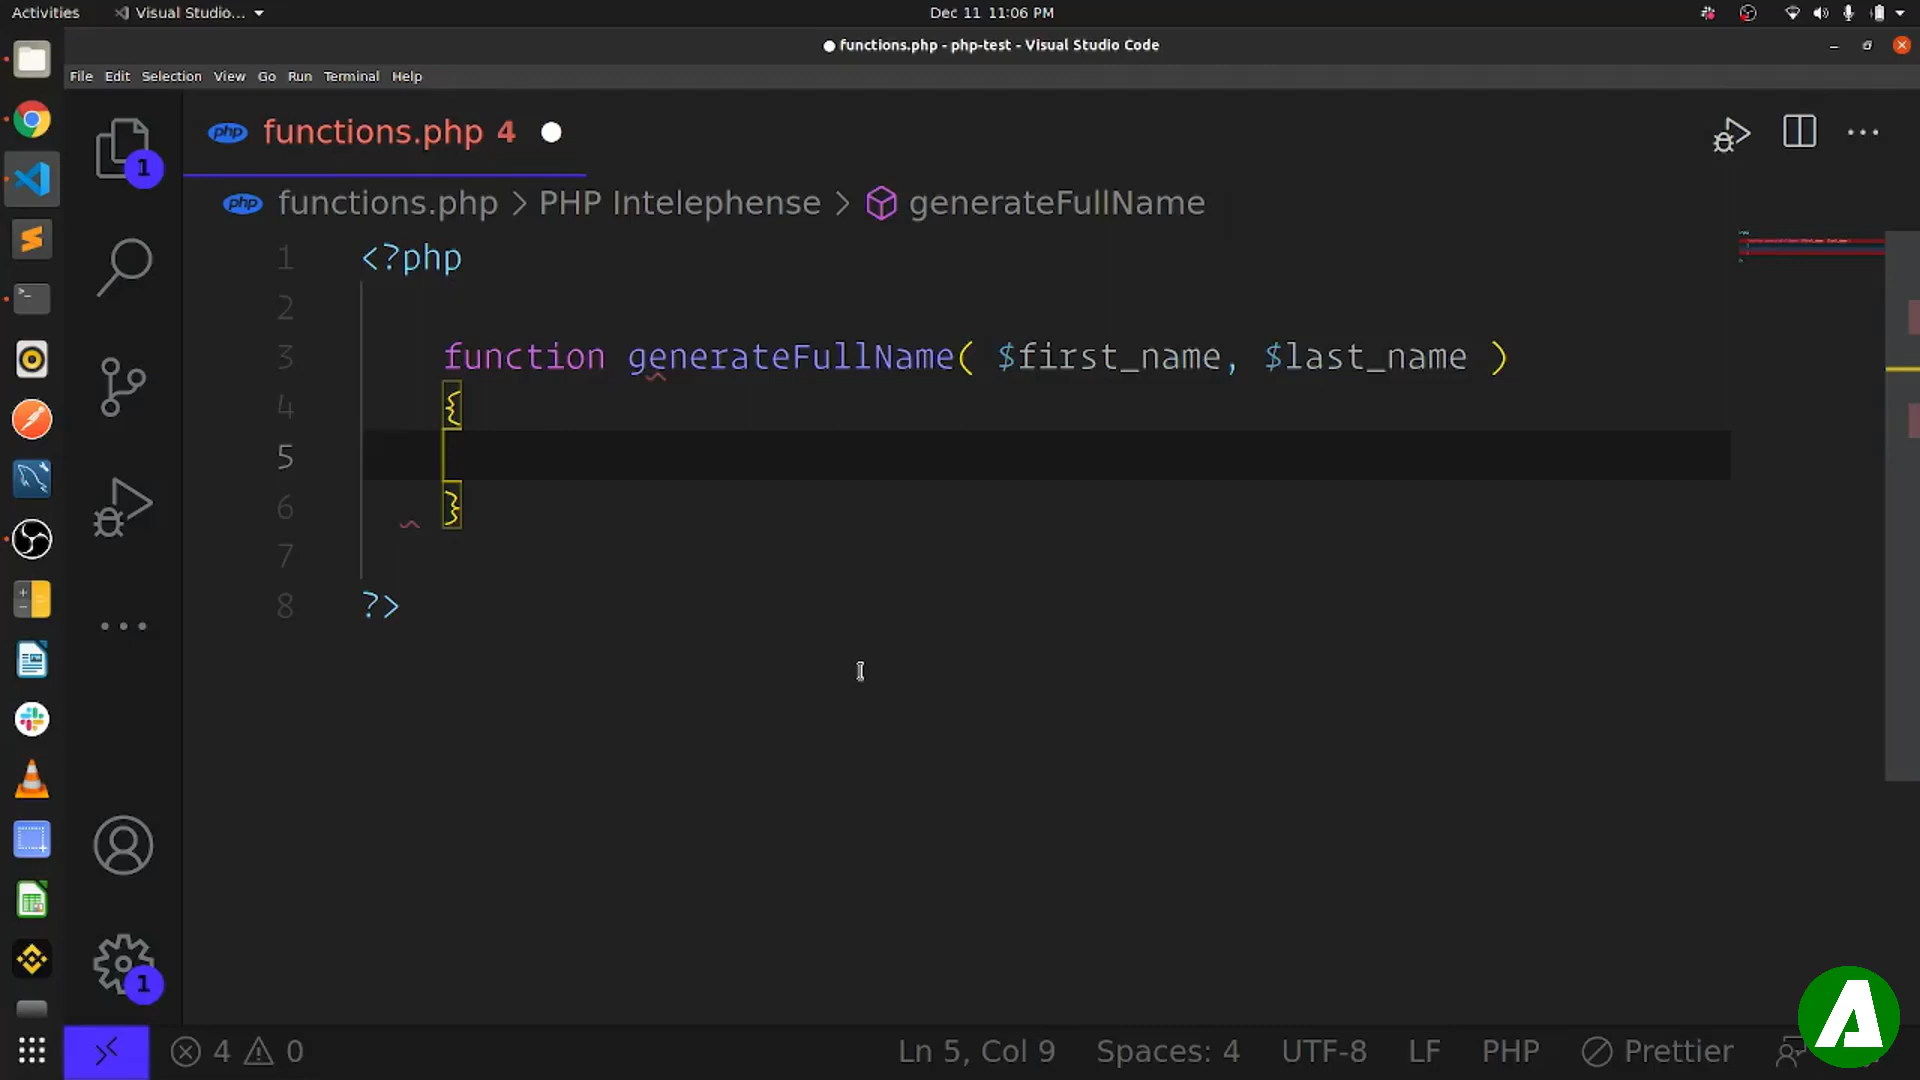 Activities
Visual Studio...
Dec 11 11:06 PM
functions.php - php-test - Visual Studio Code
File Edit Selection View Go Run Terminal Help
1
php functions.php 4
php functions.php > PHP Intelephense > generateFullName
1 <?php
2
3 function generateFullName( $first_name, $last_name )
4 {
5
6 }
7
8 ?>
1
4 0
Ln 5, Col 9 Spaces: 4 UTF-8 LF PHP Prettier
A